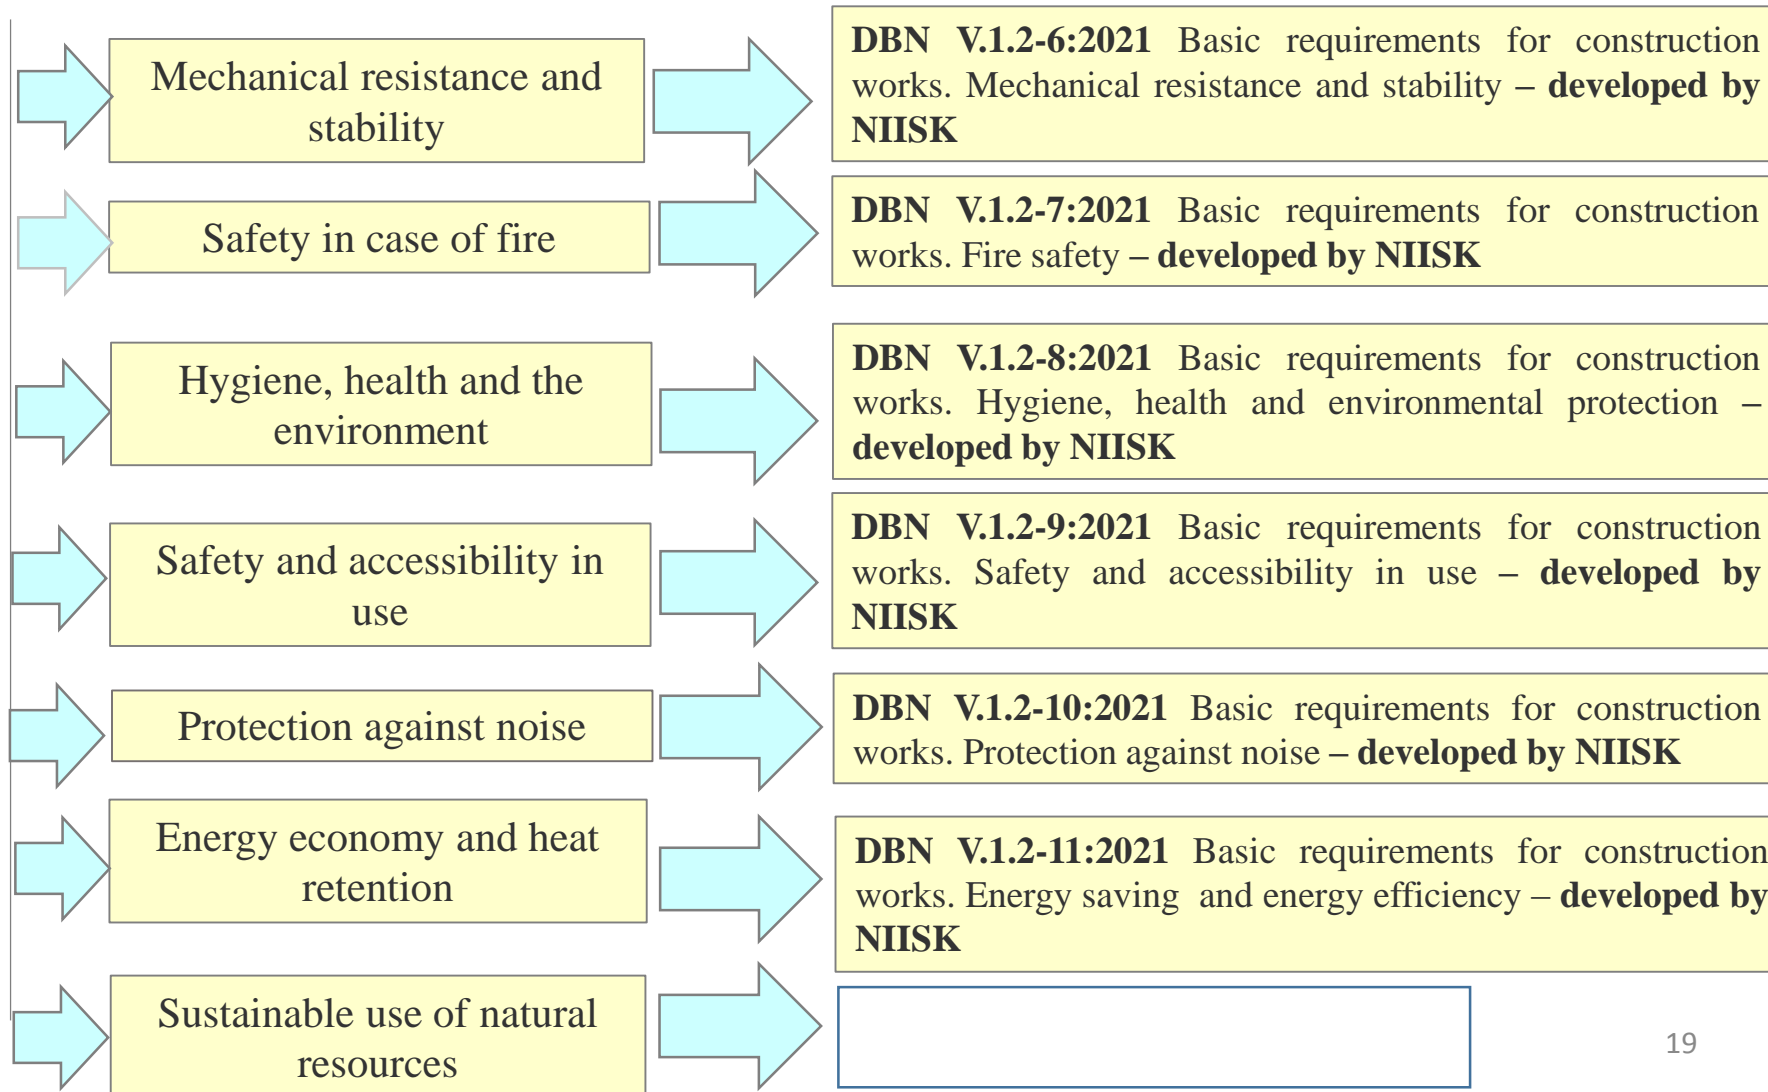 Mechanical resistance and
stability
DBN V.1.2-6:2021 Basic requirements for construction
works. Mechanical resistance and stability – developed by
NIISK
Safety in case of fire
DBN V.1.2-7:2021 Basic requirements for construction
works. Fire safety – developed by NIISK
Hygiene, health and the
environment
DBN V.1.2-8:2021 Basic requirements for construction
works. Hygiene, health and environmental protection –
developed by NIISK
Safety and accessibility in
use
DBN V.1.2-9:2021 Basic requirements for construction
works. Safety and accessibility in use – developed by
NIISK
Protection against noise
DBN V.1.2-10:2021 Basic requirements for construction
works. Protection against noise – developed by NIISK
Energy economy and heat
retention
DBN V.1.2-11:2021 Basic requirements for construction
works. Energy saving and energy efficiency – developed by
NIISK
Sustainable use of natural
resources
19